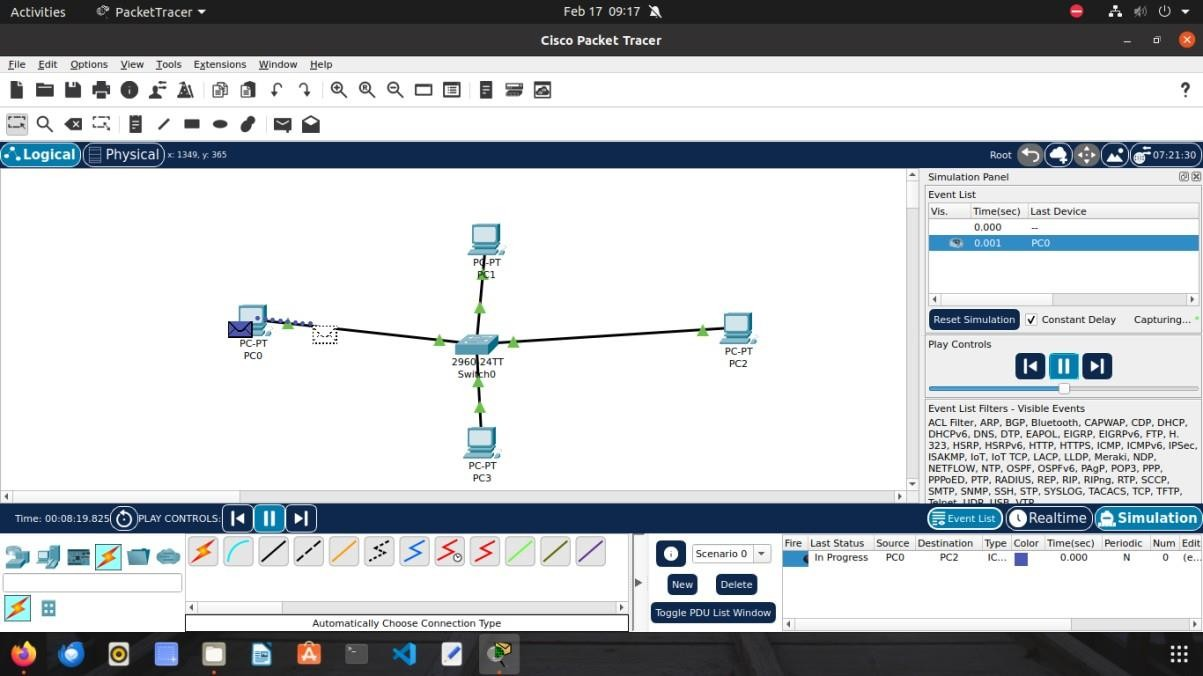 Activities PacketTracer Feb 17 09:17
Cisco Packet Tracer
File Edit Options View Tools Extensions Window Help
?
Logical Physical x: 1349, y: 365 Root 07:21:30
Simulation Panel
Event List
Vis. Time(sec) Last Device
0.000 --
0.001 PC0
Reset Simulation Constant Delay Capturing...
Play Controls
Event List Filters - Visible Events
ACL Filter, ARP, BGP, Bluetooth, CAPWAP, CDP, DHCP,
DHCPv6, DNS, DTP, EAPOL, EIGRP, EIGRPv6, FTP, H.
323, HSRP, HSRPv6, HTTP, HTTPS, ICMP, ICMPv6, IPSec,
ISAKMP, IoT, IoT TCP, LACP, LLDP, Meraki, NDP,
NETFLOW, NTP, OSPF, OSPFv6, PAgP, POP3, PPP,
PPPoED, PTP, RADIUS, REP, RIP, RIPng, RTP, SCCP,
SMTP, SNMP, SSH, STP, SYSLOG, TACACS, TCP, TFTP,
Telnet, UDP, USB, VTP
PC-PT
PC1
PC-PT
PC0
2960-24TT
Switch0
PC-PT
PC2
PC-PT
PC3
Time: 00:08:19.825 PLAY CONTROLS: Event List Realtime Simulation
Scenario 0
New Delete
Toggle PDU List Window
Fire Last Status Source Destination Type Color Time(sec) Periodic Num Edit
In Progress PC0 PC2 IC... 0.000 N 0 (e...
Automatically Choose Connection Type